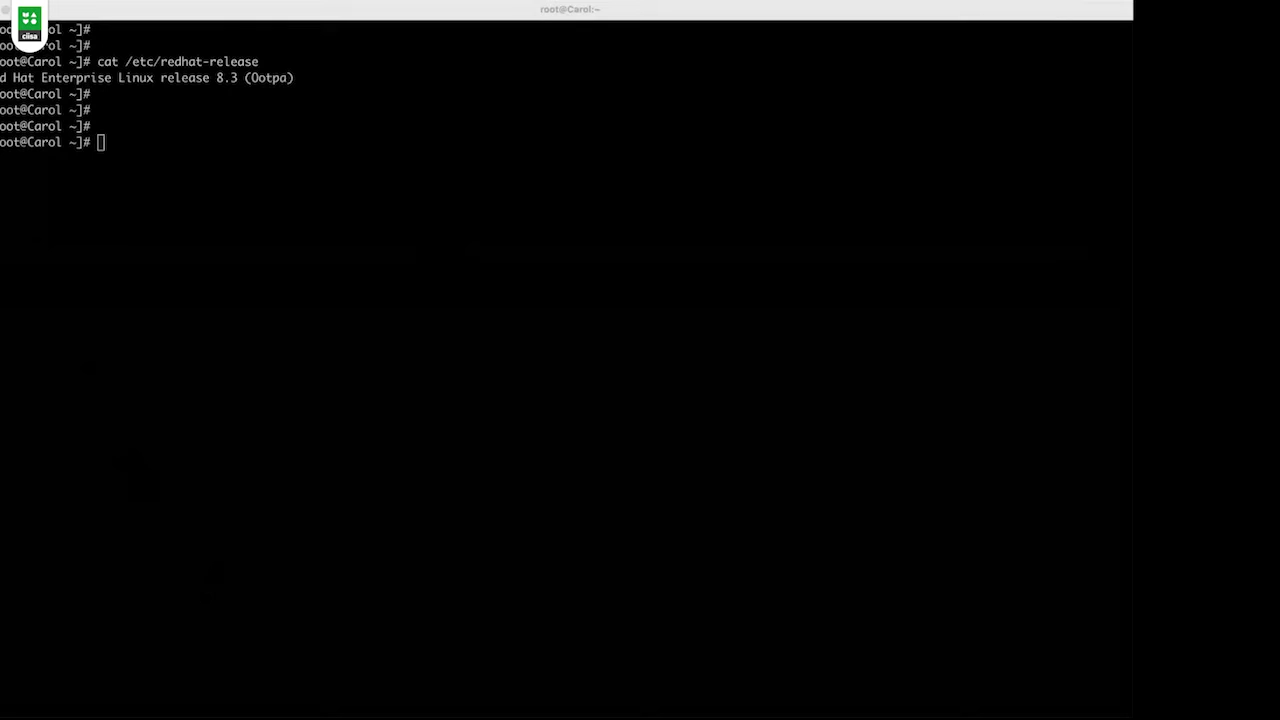 root@Carol:~
clisa
oot@Carol ~]#
oot@Carol ~]#
oot@Carol ~]# cat /etc/redhat-release
d Hat Enterprise Linux release 8.3 (Ootpa)
oot@Carol ~]#
oot@Carol ~]#
oot@Carol ~]#
oot@Carol ~]#